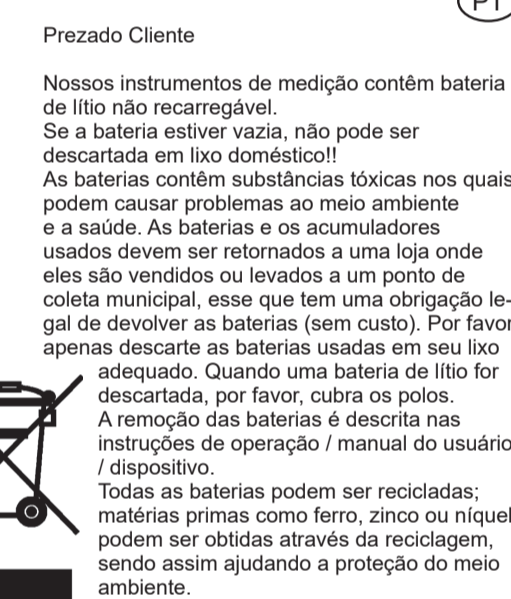 PT
Prezado Cliente
Nossos instrumentos de medição contêm bateria
de lítio não recarregável.
Se a bateria estiver vazia, não pode ser
descartada em lixo doméstico!!
As baterias contêm substâncias tóxicas nos quais
podem causar problemas ao meio ambiente
e a saúde. As baterias e os acumuladores
usados devem ser retornados a uma loja onde
eles são vendidos ou levados a um ponto de
coleta municipal, esse que tem uma obrigação le-
gal de devolver as baterias (sem custo). Por favor
apenas descarte as baterias usadas em seu lixo
adequado. Quando uma bateria de lítio for
descartada, por favor, cubra os polos.
A remoção das baterias é descrita nas
instruções de operação / manual do usuário
/ dispositivo.
Todas as baterias podem ser recicladas;
matérias primas como ferro, zinco ou níquel
podem ser obtidas através da reciclagem,
sendo assim ajudando a proteção do meio
ambiente.